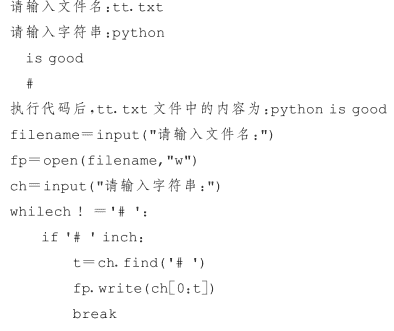 请输入文件名:tt.txt
请输入字符串:python
is good
#
执行代码后,tt.txt 文件中的内容为:python is good
filename=input("请输入文件名:")
fp=open(filename,"w")
ch=input("请输入字符串:")
whilech! ='# ':
if '# ' inch:
t=ch.find('# ')
fp.write(ch[0:t])
break